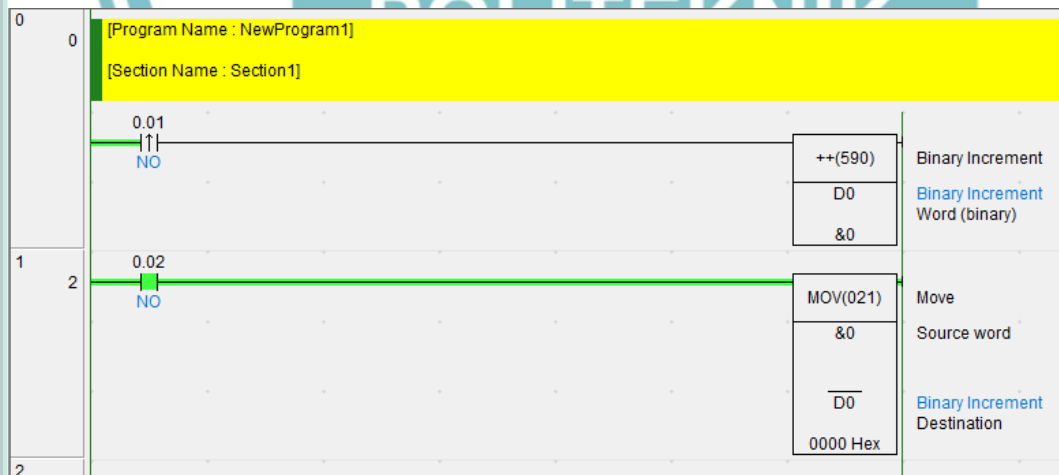 0
0
[Program Name : NewProgram1]
[Section Name : Section1]
0.01
NO
++(590)
Binary Increment
D0
Binary Increment
Word (binary)
&0
1
2
0.02
NO
MOV(021)
Move
&0
Source word
D0
Binary Increment
Destination
0000 Hex
2